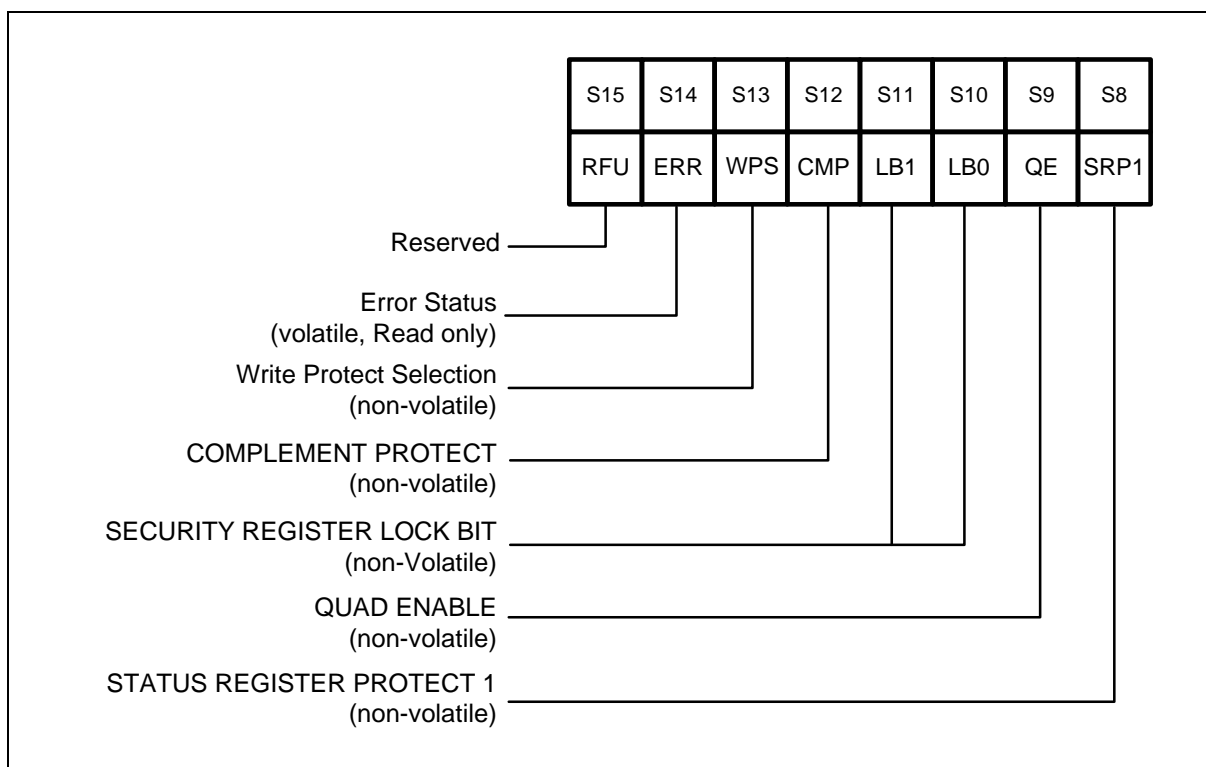 S15 S14 S13 S12 S11 S10 S9 S8
RFU ERR WPS CMP LB1 LB0 QE SRP1
Reserved
Error Status
(volatile, Read only)
Write Protect Selection
(non-volatile)
COMPLEMENT PROTECT
(non-volatile)
SECURITY REGISTER LOCK BIT
(non-Volatile)
QUAD ENABLE
(non-volatile)
STATUS REGISTER PROTECT 1
(non-volatile)